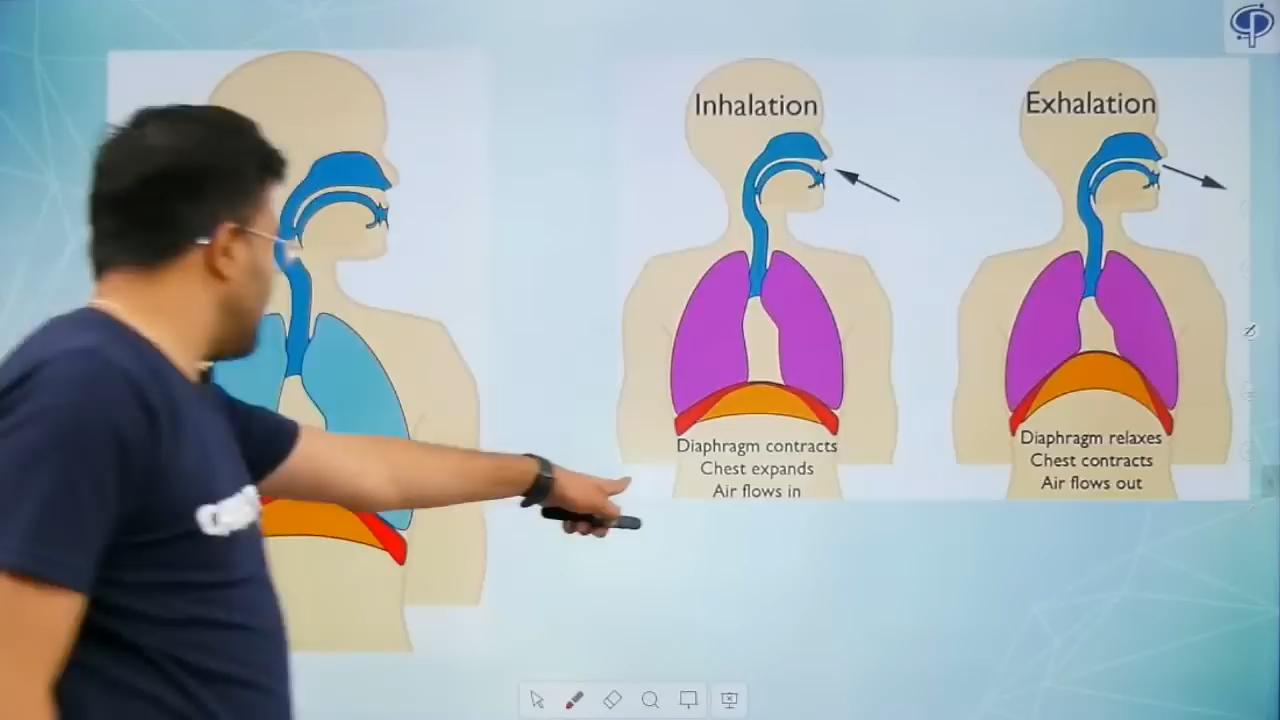 Inhalation
Diaphragm contracts
Chest expands
Air flows in
Exhalation
Diaphragm relaxes
Chest contracts
Air flows out